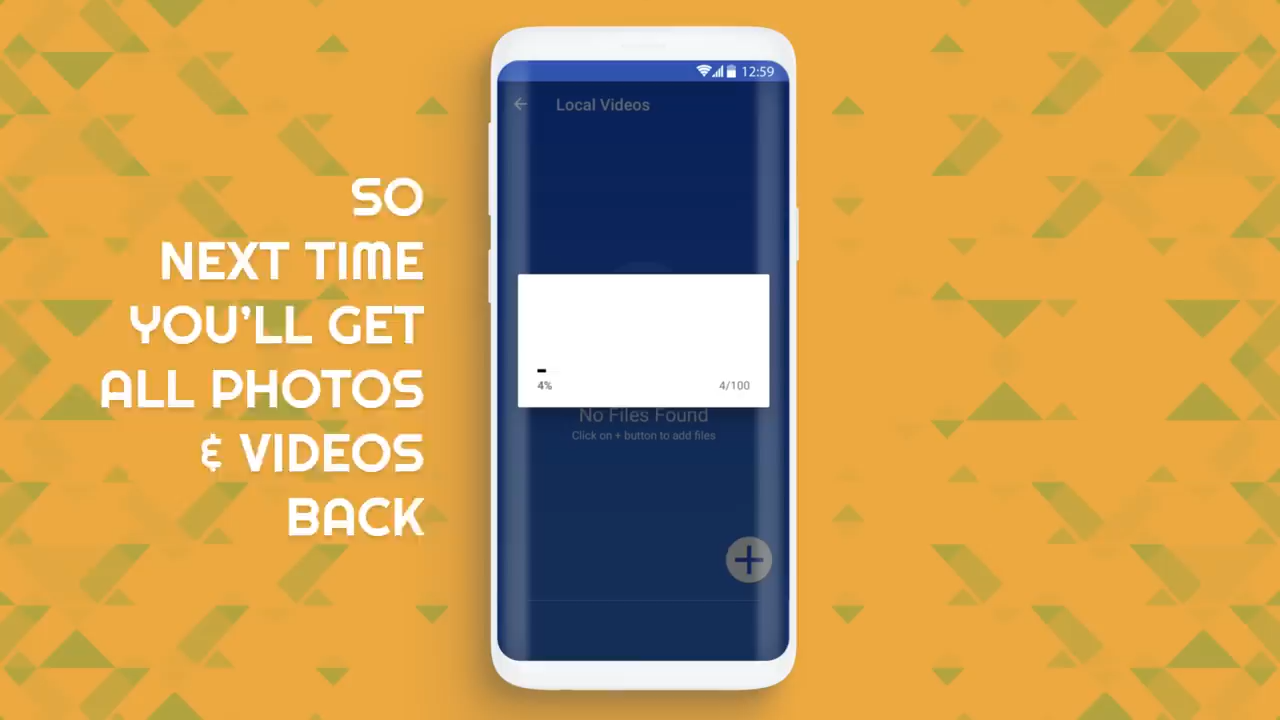 SO
NEXT TIME
YOU'LL GET
ALL PHOTOS
& VIDEOS
BACK
12:59
Local Videos
4% 4/100
No Files Found
Click on + button to add files